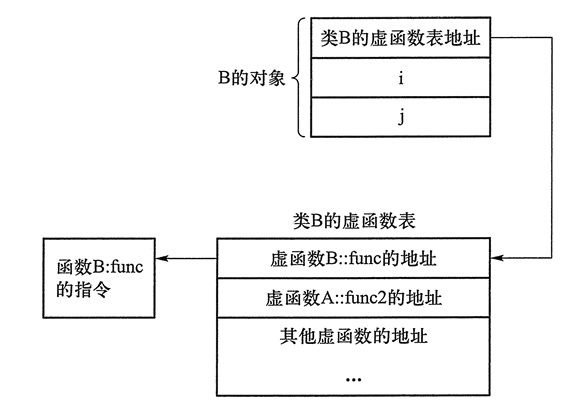 类B的虚函数表地址
B的对象
i
j
类B的虚函数表
虚函数B::func的地址
函数B:func
的指令
虚函数A::func2的地址
其他虚函数的地址
...